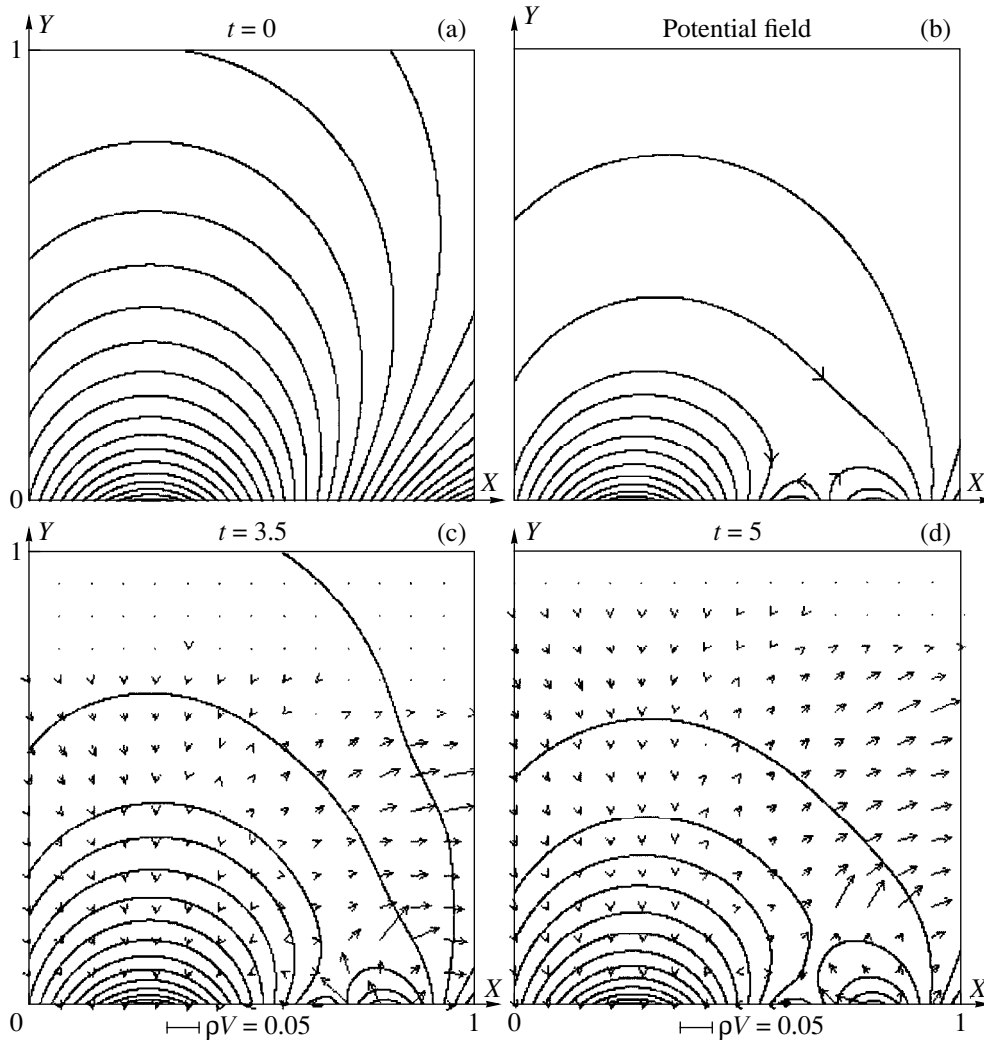 Y t = 0 (a)
1
0 X
Y Potential field (b)
X
Y t = 3.5 (c)
1
X
0 1
ρV = 0.05
Y t = 5 (d)
X
0 1
ρV = 0.05